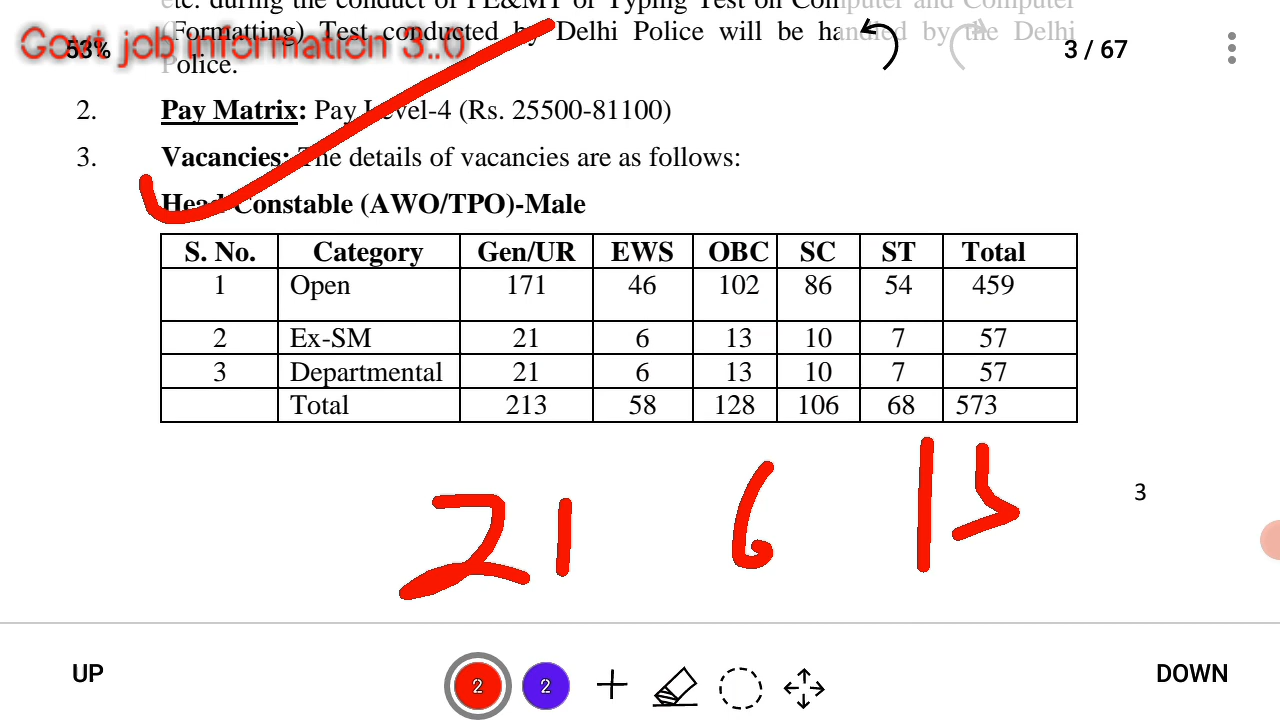 etc. during the conduct of PE&MT or Typing Test on Computer and Computer
(Formatting) Test conducted by Delhi Police will be handled by the Delhi
Police.
Govt job information 3..0
53%
3 / 67
2. Pay Matrix: Pay Level-4 (Rs. 25500-81100)
3. Vacancies: The details of vacancies are as follows:
Head Constable (AWO/TPO)-Male
S. No. Category Gen/UR EWS OBC SC ST Total
1 Open 171 46 102 86 54 459
2 Ex-SM 21 6 13 10 7 57
3 Departmental 21 6 13 10 7 57
Total 213 58 128 106 68 573
21 6
3
UP 2 2 DOWN